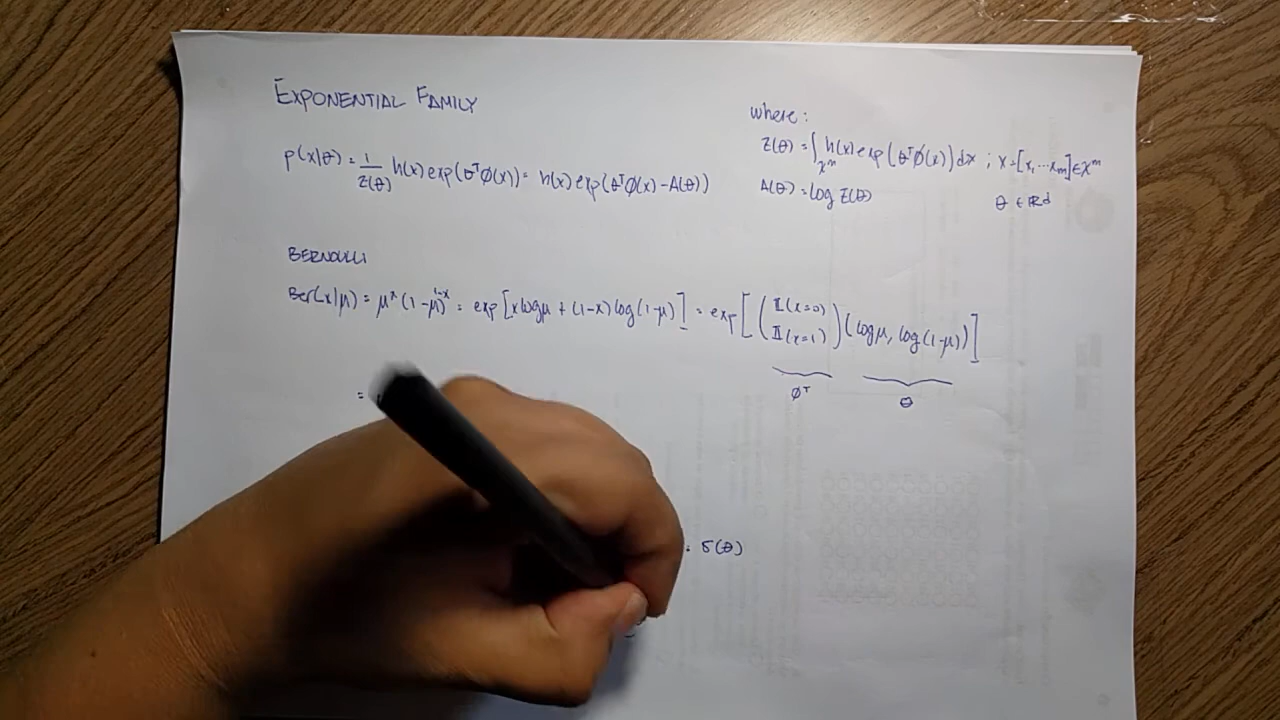 EXPONENTIAL FAMILY
p(x|θ) = 1/Z(θ) h(x) exp(θᵀφ(x)) = h(x) exp(θᵀφ(x) - A(θ))
where:
Z(θ) = ∫_χᵐ h(x) exp(θᵀφ(x)) dx ; x = [x, ... xₘ] ∈ χᵐ
A(θ) = log Z(θ)
θ ∈ ℝd
BERNOULLI
Ber(x|μ) = μˣ (1-μ)¹⁻ˣ = exp[x log μ + (1-x) log(1-μ)] = exp[(𝕀(x=0) 𝕀(x=1))(log μ, log(1-μ))]
φᵀ
θ
=
= σ(θ)